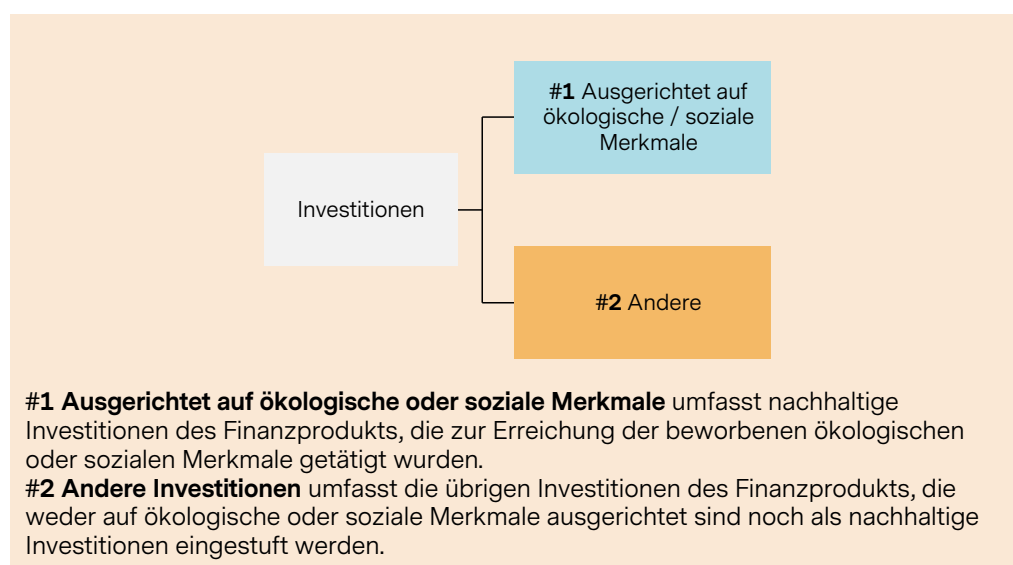 #1 Ausgerichtet auf
ökologische / soziale
Merkmale
Investitionen
#2 Andere
#1 Ausgerichtet auf ökologische oder soziale Merkmale umfasst nachhaltige
Investitionen des Finanzprodukts, die zur Erreichung der beworbenen ökologischen
oder sozialen Merkmale getätigt wurden.
#2 Andere Investitionen umfasst die übrigen Investitionen des Finanzprodukts, die
weder auf ökologische oder soziale Merkmale ausgerichtet sind noch als nachhaltige
Investitionen eingestuft werden.